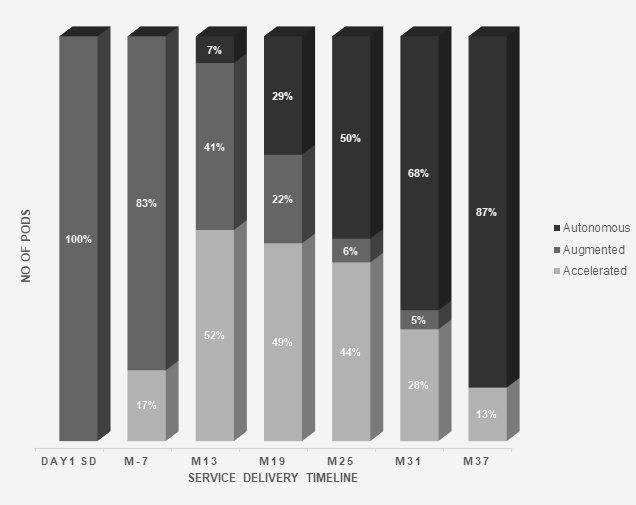 7%
29%
50%
41%
68%
83%
87%
22%
100%
6%
5%
52%
49%
44%
28%
17%
13%
NO OF PODS
Autonomous
Augmented
Accelerated
DAY1 SD M-7 M13 M19 M25 M31 M37
SERVICE DELIVERY TIMELINE